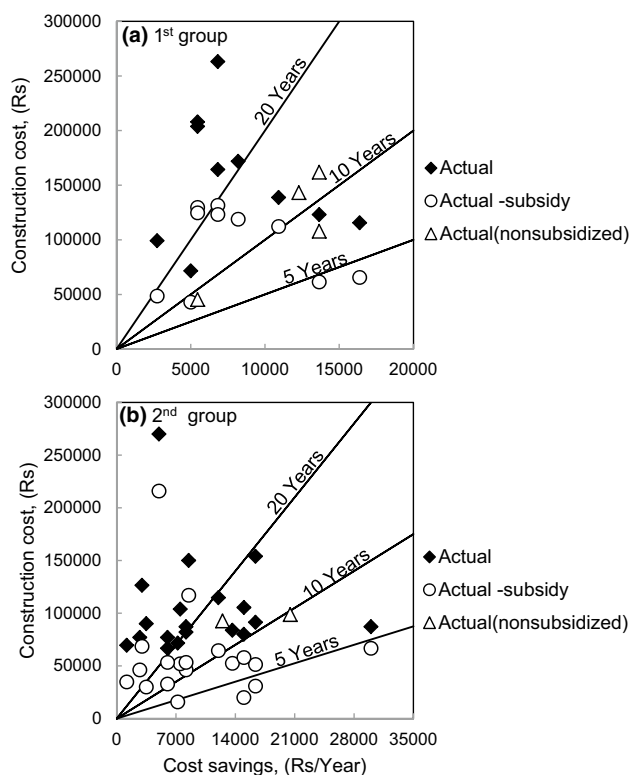 (a) 1st group
300000
250000
200000
150000
100000
50000
0
Construction cost, (Rs)
20 Years
10 Years
5 Years
0 5000 10000 15000 20000
Actual
Actual -subsidy
Actual(nonsubsidized)
(b) 2nd group
300000
250000
200000
150000
100000
50000
0
Construction cost, (Rs)
20 Years
10 Years
5 Years
0 7000 14000 21000 28000 35000
Cost savings, (Rs/Year)
Actual
Actual -subsidy
Actual(nonsubsidized)